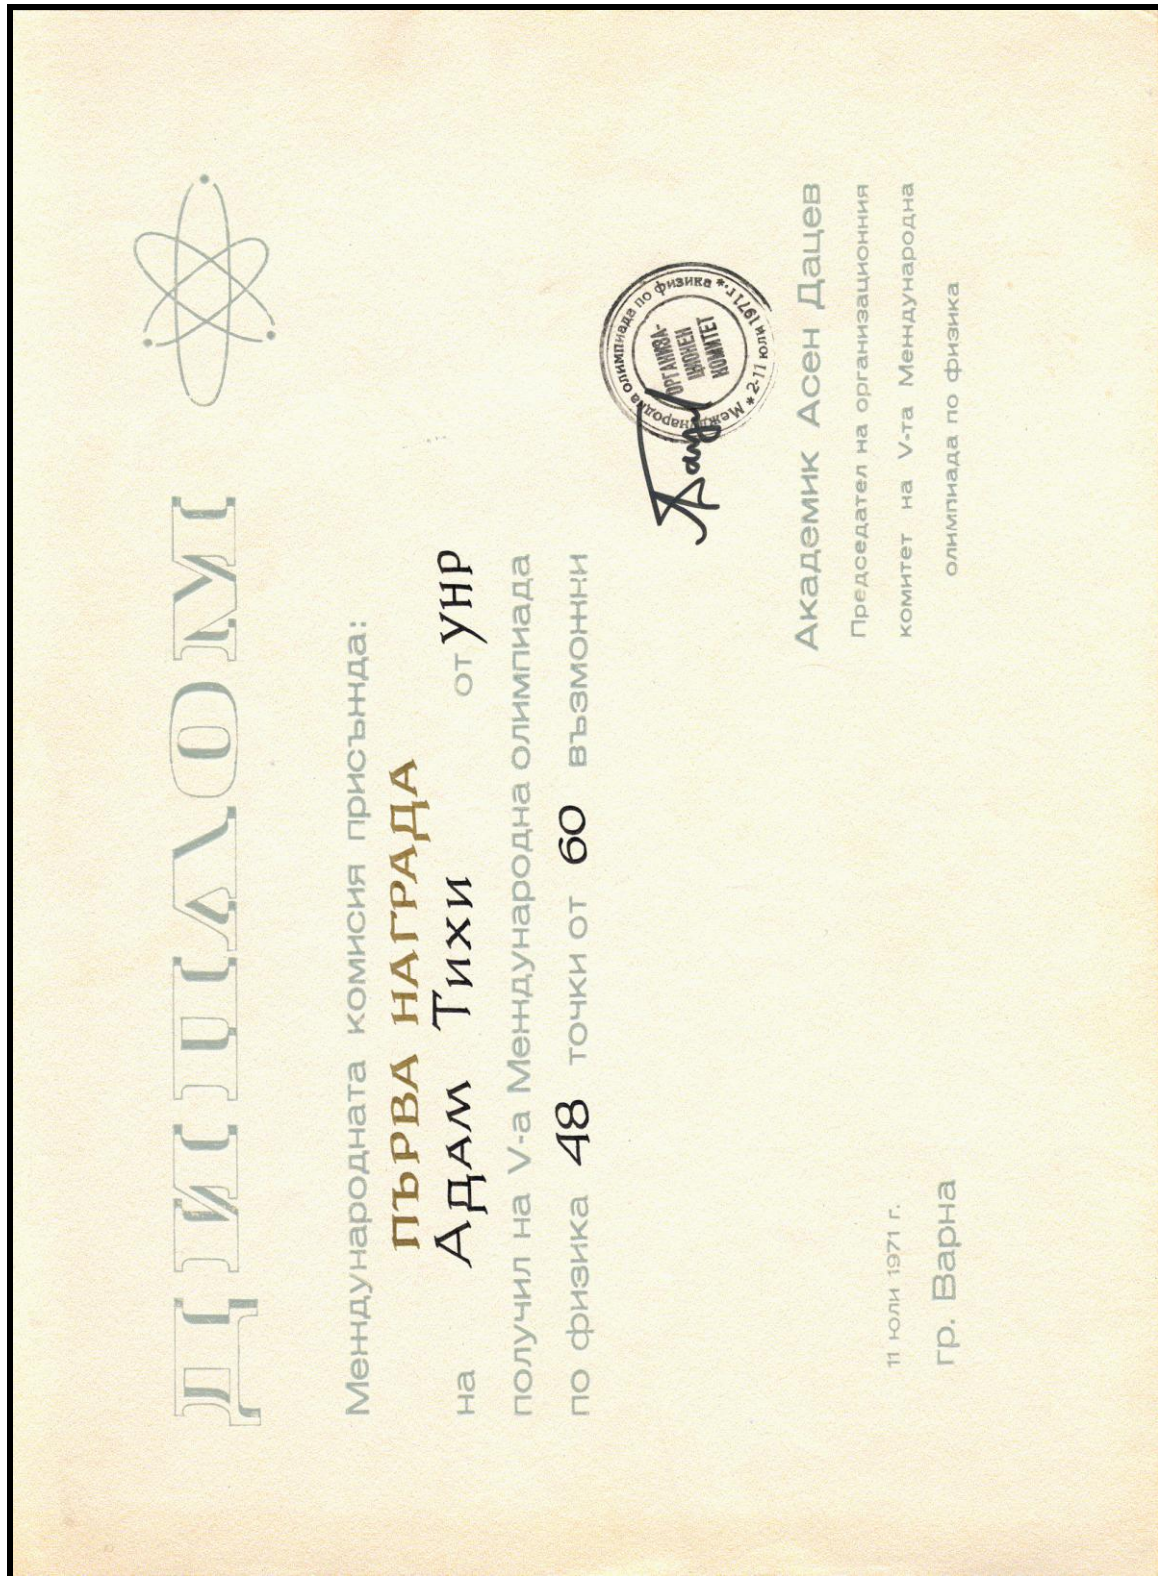 ДИПЛОМ
Международната комисия присъжда:
ПЪРВА НАГРАДА
на Адам Тихи от УНР
получил на V-а Международна олимпиада
по физика 48 точки от 60 възможни
Международна олимпиада по физика * 2-11 юли 1971 г. *
ОРГАНИЗА-
ЦИОНЕН
КОМИТЕТ
Академик Асен Дацев
Председател на организационния
комитет на V-та Международна
олимпиада по физика
11 юли 1971 г.
гр. Варна